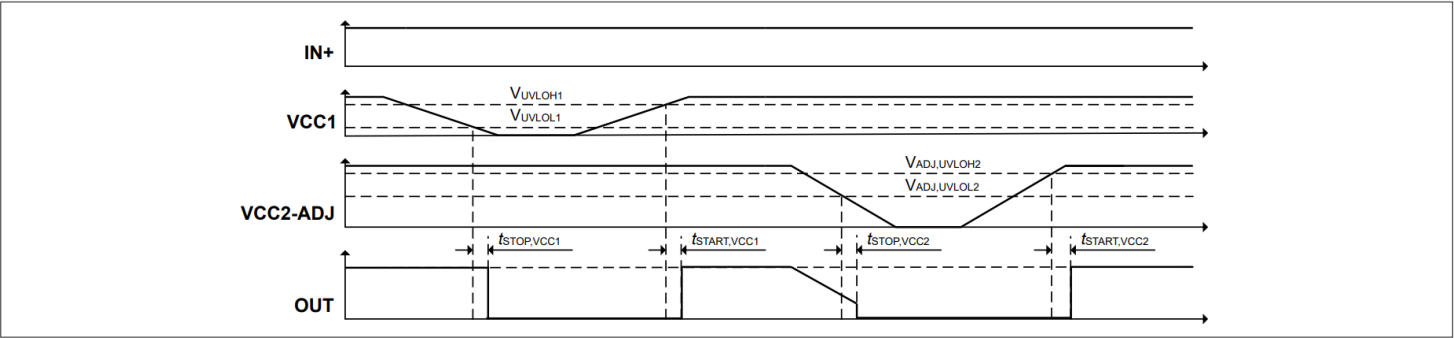 IN+
VUVLOH1
VUVLOL1
VCC1
VADJ,UVLOH2
VADJ,UVLOL2
VCC2-ADJ
tSTOP,VCC1 tSTART,VCC1 tSTOP,VCC2 tSTART,VCC2
OUT